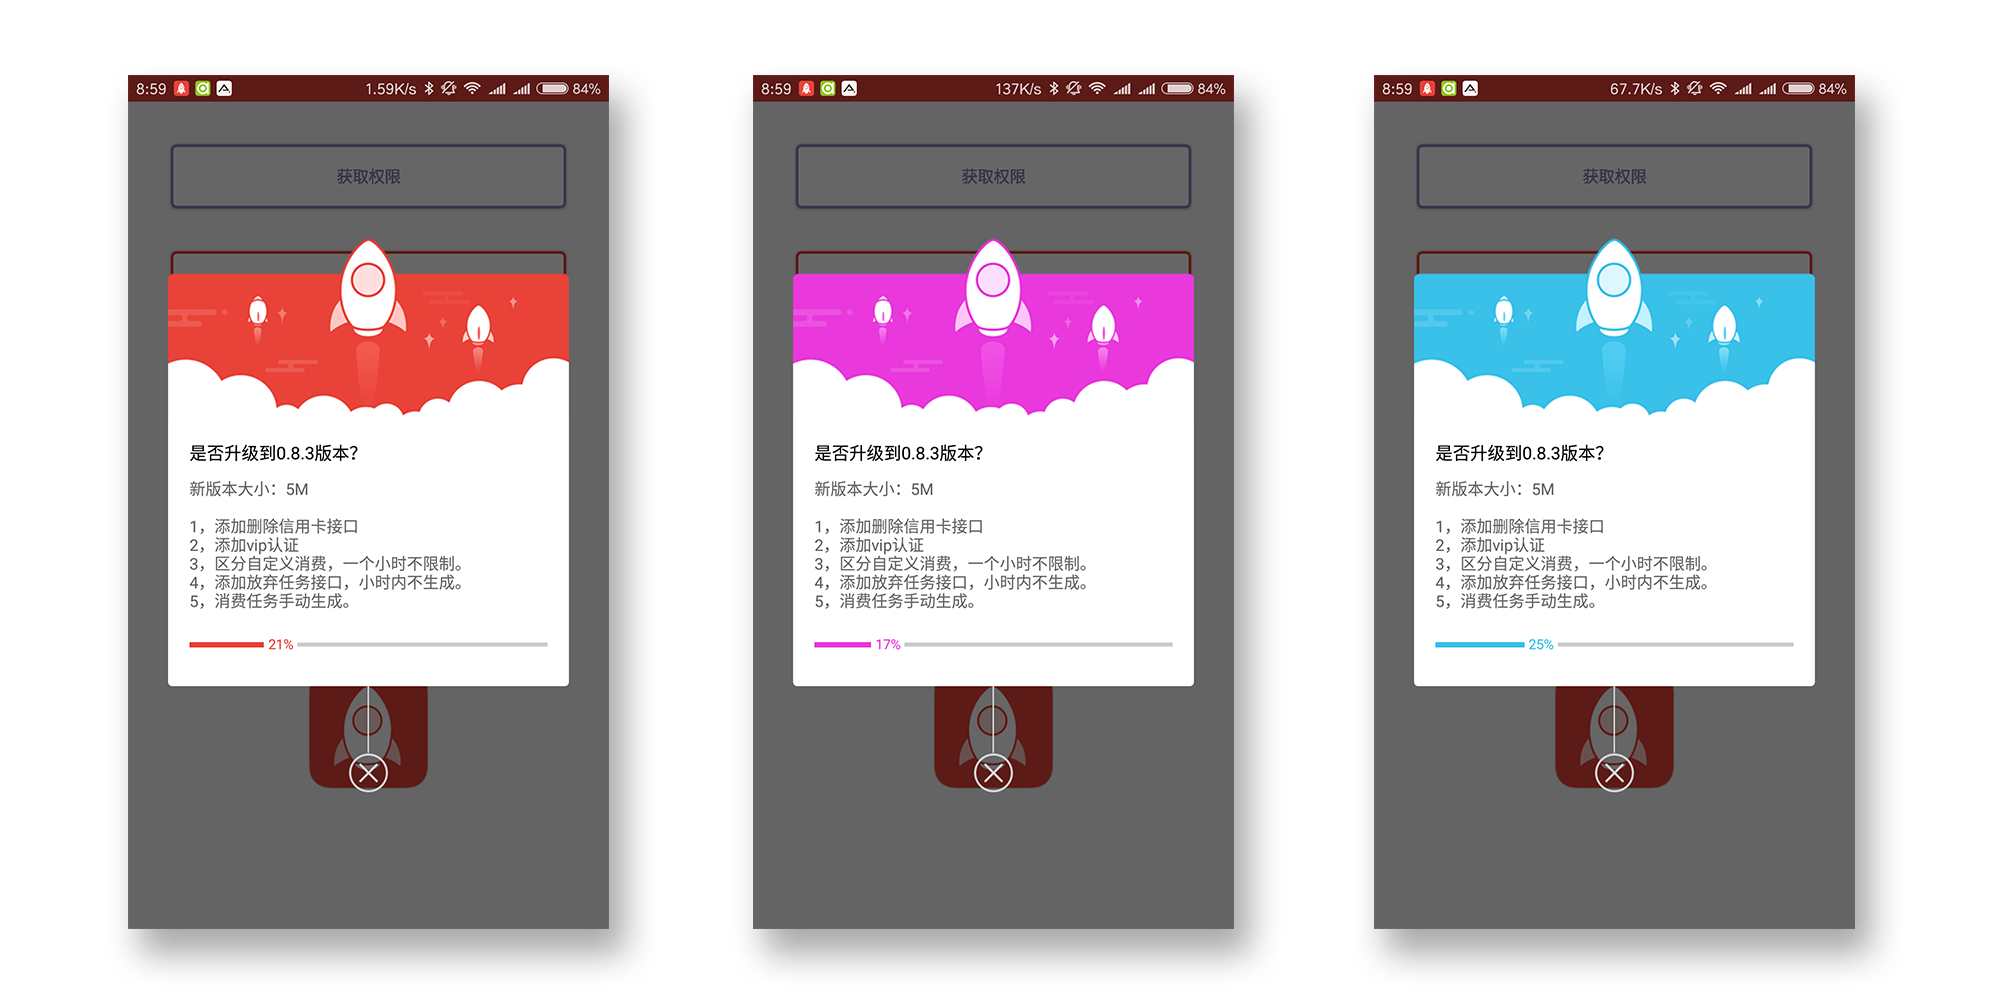 8:59 1.59K/s 84%
获取权限
是否升级到0.8.3版本?
新版本大小：5M
1，添加删除信用卡接口
2，添加vip认证
3，区分自定义消费，一个小时不限制。
4，添加放弃任务接口，小时内不生成。
5，消费任务手动生成。
21%
8:59 137K/s 84%
获取权限
是否升级到0.8.3版本?
新版本大小：5M
1，添加删除信用卡接口
2，添加vip认证
3，区分自定义消费，一个小时不限制。
4，添加放弃任务接口，小时内不生成。
5，消费任务手动生成。
17%
8:59 67.7K/s 84%
获取权限
是否升级到0.8.3版本?
新版本大小：5M
1，添加删除信用卡接口
2，添加vip认证
3，区分自定义消费，一个小时不限制。
4，添加放弃任务接口，小时内不生成。
5，消费任务手动生成。
25%